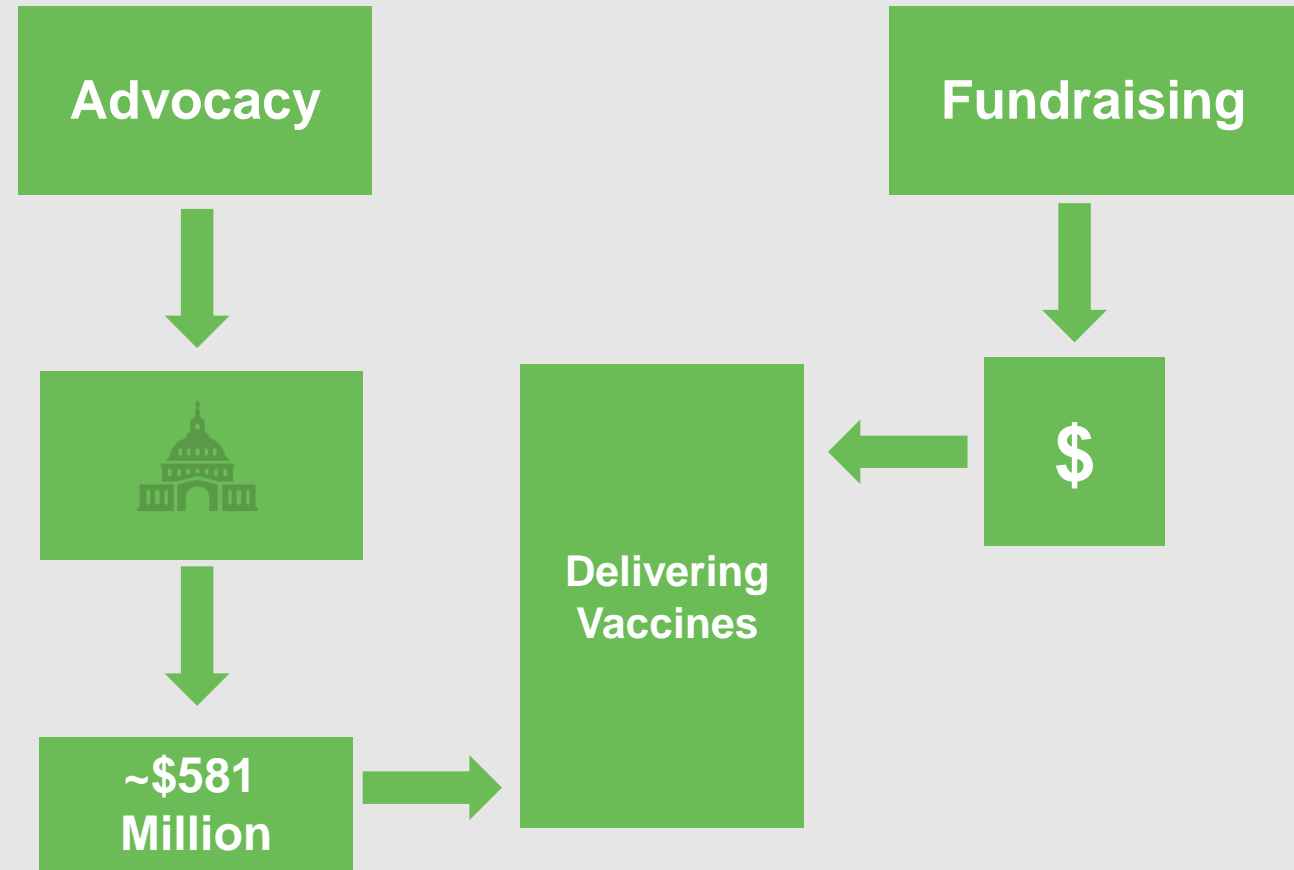 Advocacy
Fundraising
$
Delivering
Vaccines
~$581
Million